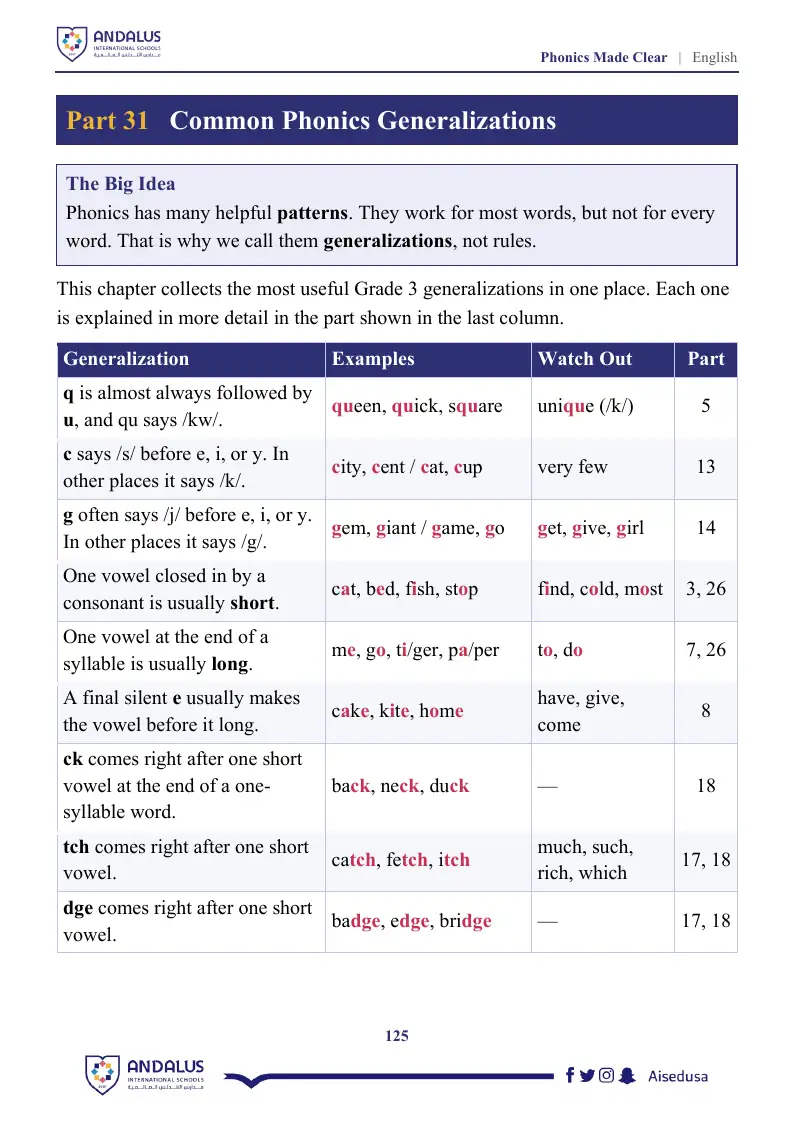 ANDALUS
INTERNATIONAL SCHOOLS
مدارس الأندلس العالمية
Phonics Made Clear | English
Part 31 Common Phonics Generalizations
The Big Idea
Phonics has many helpful patterns. They work for most words, but not for every
word. That is why we call them generalizations, not rules.
This chapter collects the most useful Grade 3 generalizations in one place. Each one
is explained in more detail in the part shown in the last column.
Generalization Examples Watch Out Part
q is almost always followed by
u, and qu says /kw/.
queen, quick, square unique (/k/) 5
c says /s/ before e, i, or y. In
other places it says /k/.
city, cent / cat, cup very few 13
g often says /j/ before e, i, or y.
In other places it says /g/.
gem, giant / game, go get, give, girl 14
One vowel closed in by a
consonant is usually short.
cat, bed, fish, stop find, cold, most 3, 26
One vowel at the end of a
syllable is usually long.
me, go, ti/ger, pa/per to, do 7, 26
A final silent e usually makes
the vowel before it long.
cake, kite, home have, give,
come 8
ck comes right after one short
vowel at the end of a one-
syllable word.
back, neck, duck — 18
tch comes right after one short
vowel.
catch, fetch, itch much, such,
rich, which 17, 18
dge comes right after one short
vowel.
badge, edge, bridge — 17, 18
125
ANDALUS
INTERNATIONAL SCHOOLS
مدارس الأندلس العالمية
Aisedusa